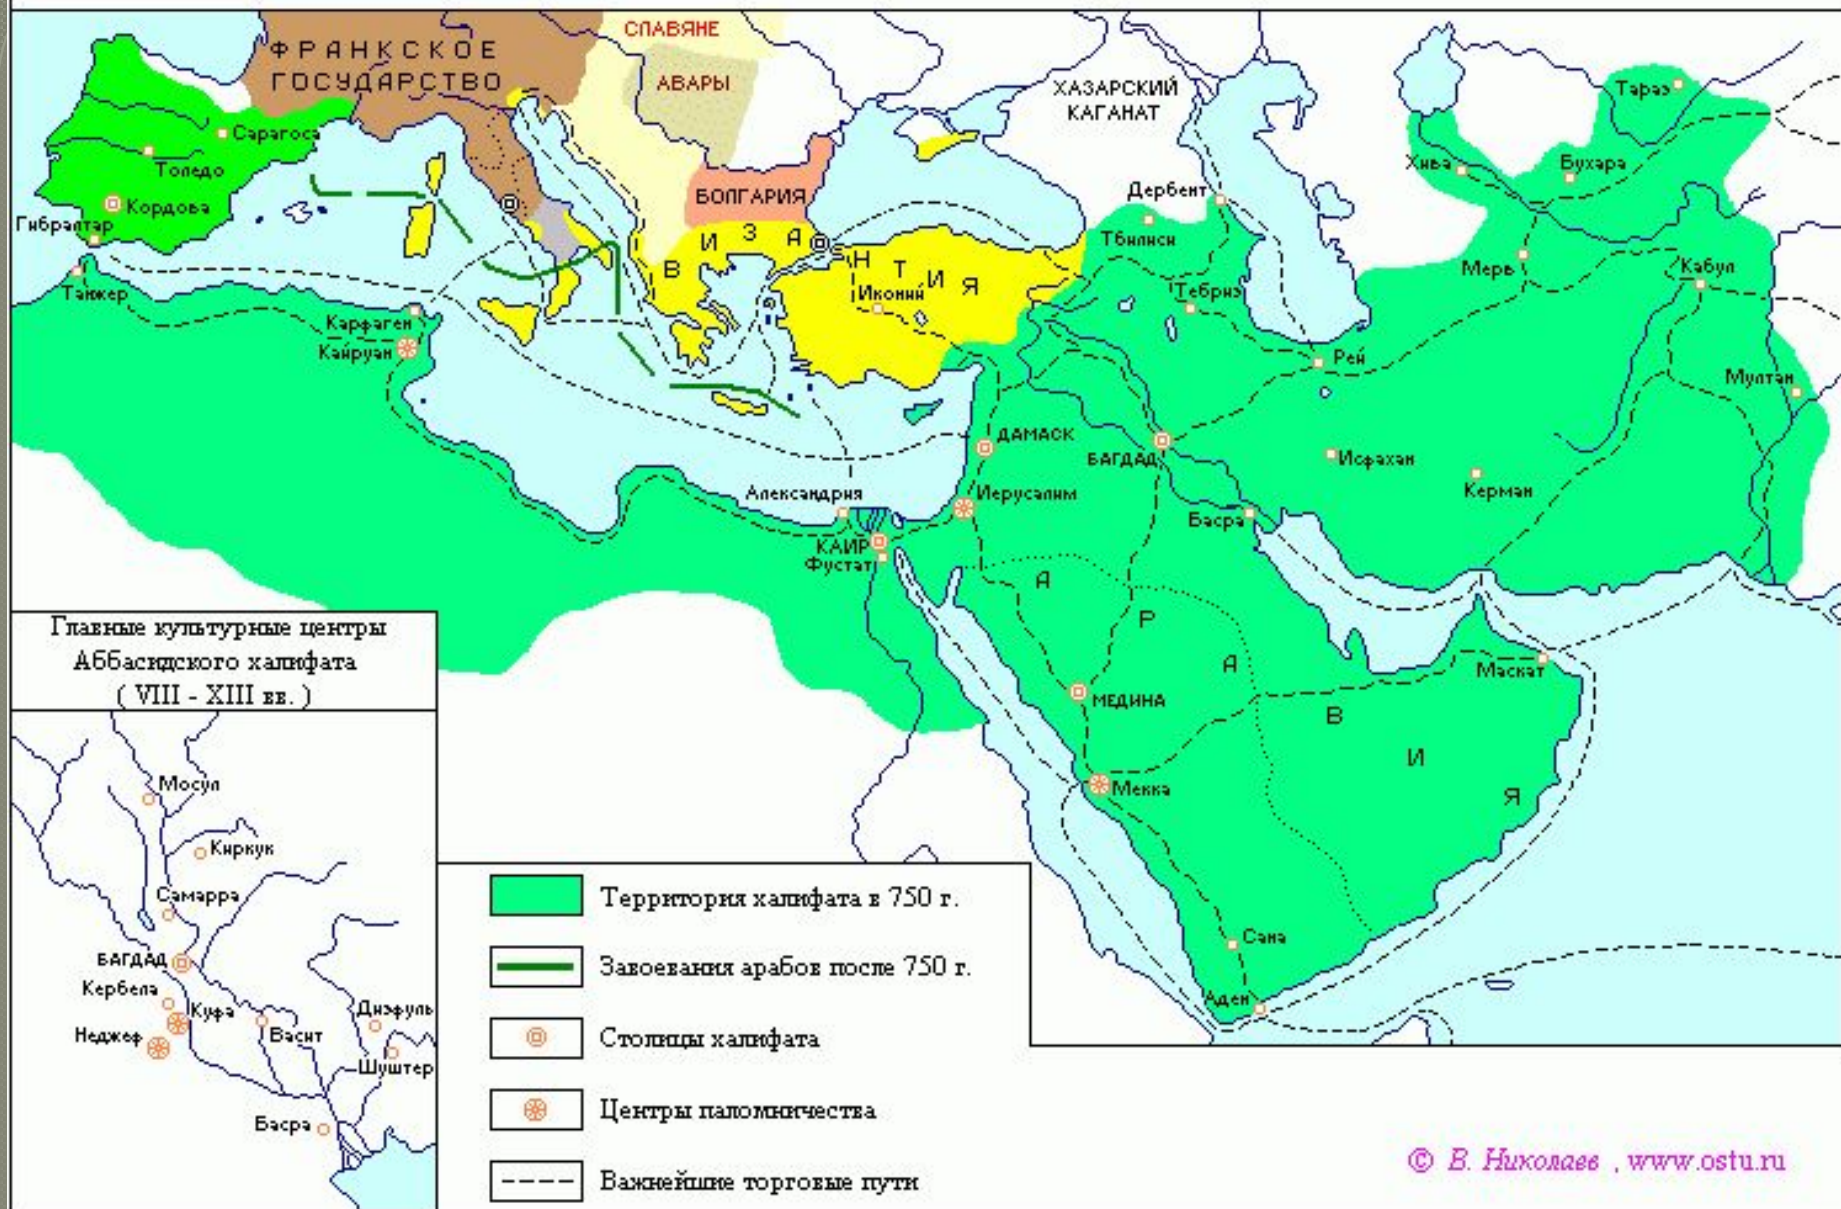 СЛАВЯНЕ
ФРАНКСКОЕ
ГОСУДАРСТВО
АВАРЫ
ХАЗАРСКИЙ
КАГАНАТ
Тараз
Сарагоса
Толедо
Хива
Бухара
Кордова
БОЛГАРИЯ
Дербент
Гибралтар
Тбилиси
ВИЗАНТИЯ
Мерв
Кабул
Танжер
Иконий
Тебриз
Карфаген
Кайруан
Рей
Мултан
ДАМАСК
БАГДАД
Исфахан
Керман
Александрия
Иерусалим
Басра
КАИР
Фустат
АРАВИЯ
Маскат
МЕДИНА
Мекка
Сана
Аден
Главные культурные центры
Аббасидского халифата
( VIII - XIII вв. )
Мосул
Киркук
Самарра
БАГДАД
Кербела
Куфа
Неджеф
Васит
Дизфуль
Шуштер
Басра
Территория халифата в 750 г.
Завоевания арабов после 750 г.
Столицы халифата
Центры паломничества
Важнейшие торговые пути
© В. Николаев , www.ostu.ru